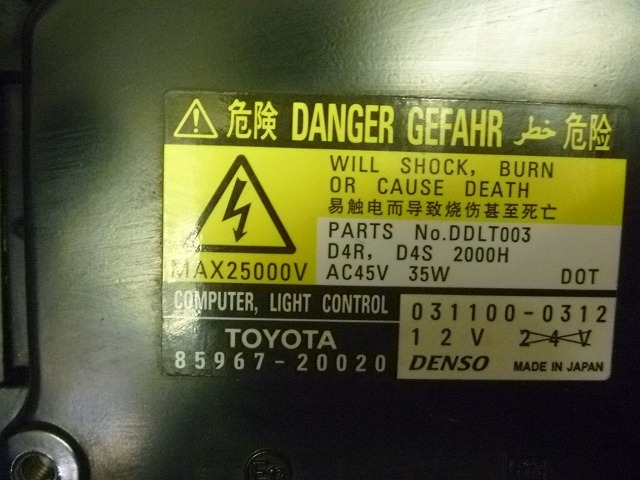 危険 DANGER GEFAHR خطر 危险
WILL SHOCK, BURN
OR CAUSE DEATH
易触电而导致烧伤甚至死亡
MAX25000V
PARTS No.DDLT003
D4R, D4S 2000H
AC45V 35W DOT
COMPUTER, LIGHT CONTROL
TOYOTA
85967-20020
031100-0312
12V 24V
DENSO MADE IN JAPAN